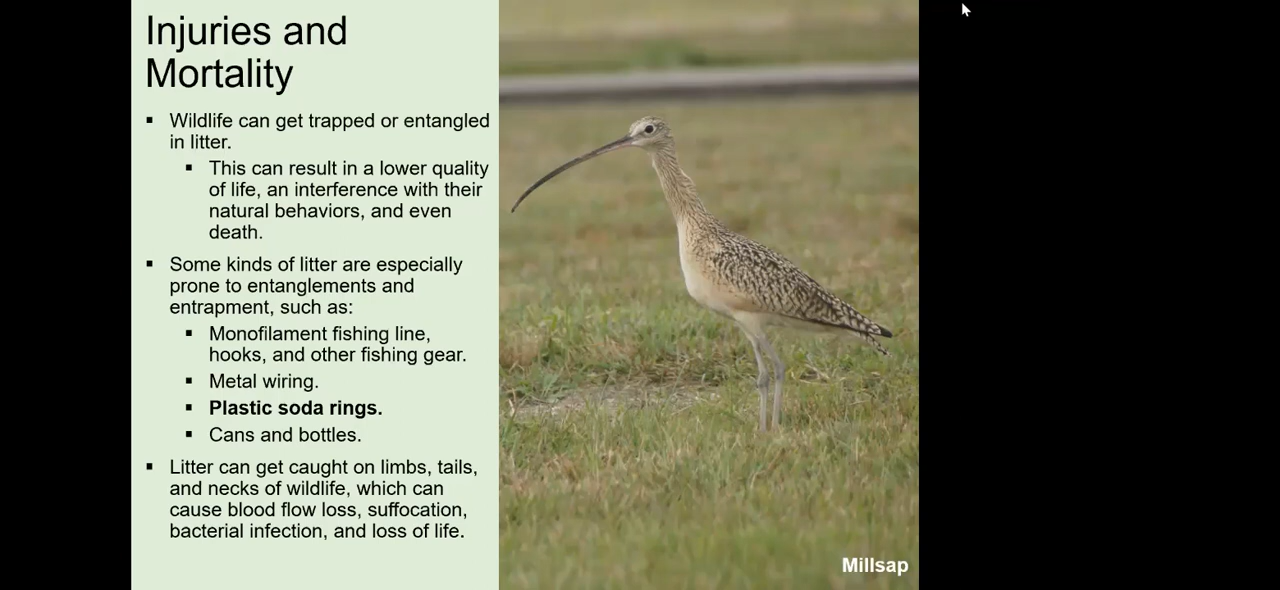 Injuries and
Mortality
▪ Wildlife can get trapped or entangled
in litter.
▪ This can result in a lower quality
of life, an interference with their
natural behaviors, and even
death.
▪ Some kinds of litter are especially
prone to entanglements and
entrapment, such as:
▪ Monofilament fishing line,
hooks, and other fishing gear.
▪ Metal wiring.
▪ Plastic soda rings.
▪ Cans and bottles.
▪ Litter can get caught on limbs, tails,
and necks of wildlife, which can
cause blood flow loss, suffocation,
bacterial infection, and loss of life.
Millsap